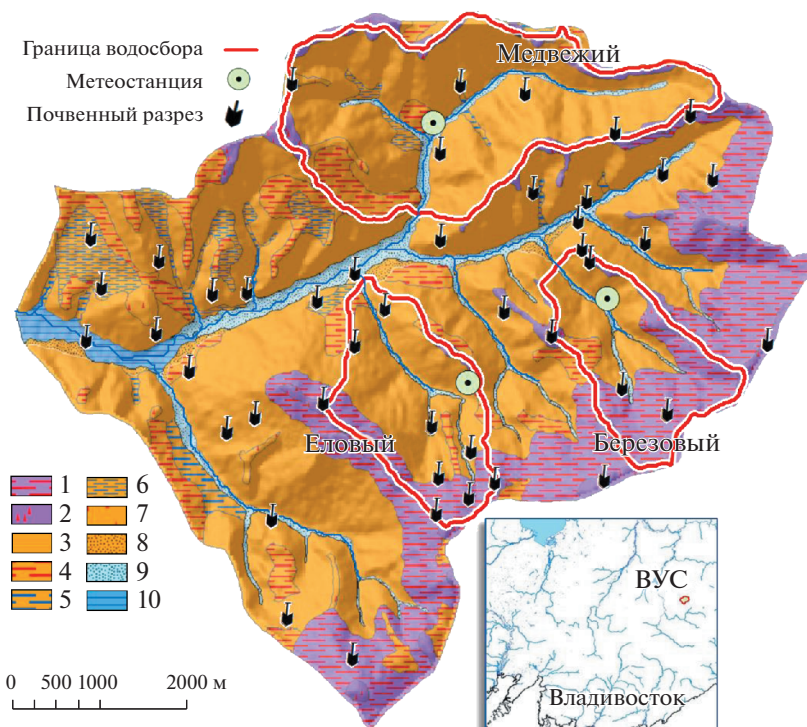 Граница водосбора
Метеостанция
Почвенный разрез
Медвежий
Еловый
Березовый
1
2
3
4
5
6
7
8
9
10
0 500 1000 2000 м
ВУС
Владивосток